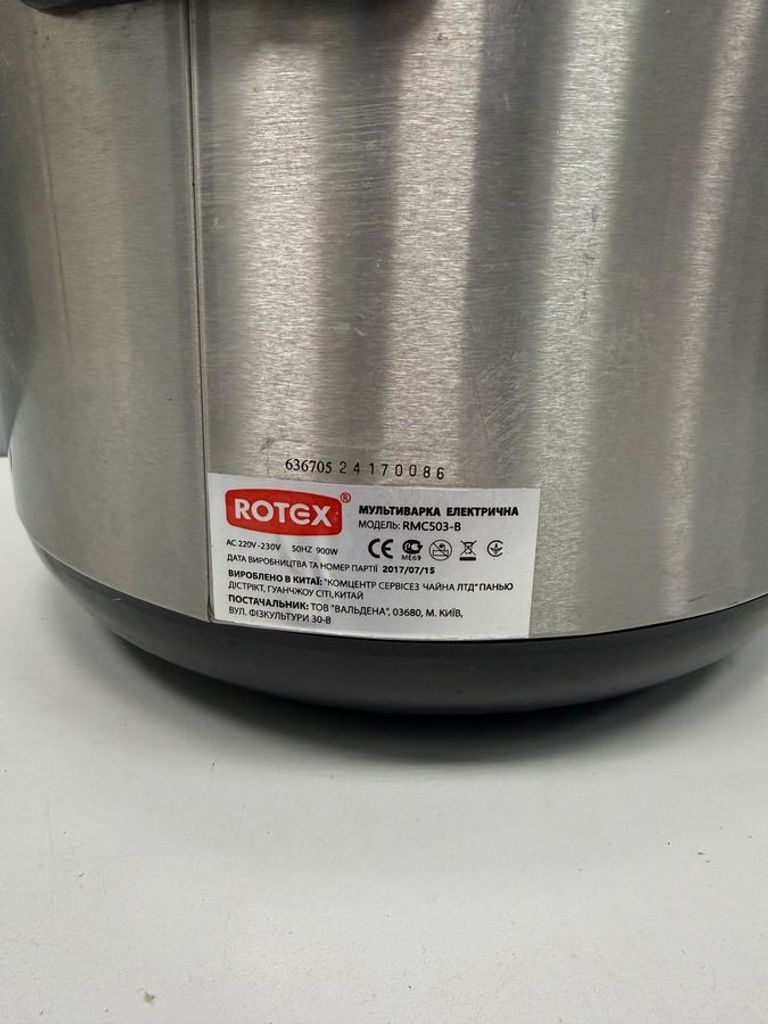 636705 24170086
ROTEX®
МУЛЬТИВАРКА ЕЛЕКТРИЧНА
МОДЕЛЬ: RMC503-B
AC 220V-230V 50HZ 900W
CE
ME69
ДАТА ВИРОБНИЦТВА ТА НОМЕР ПАРТІЇ 2017/07/15
ВИРОБЛЕНО В КИТАЇ: "КОМЦЕНТР СЕРВІСЕЗ ЧАЙНА ЛТД" ПАНЬЮ
ДІСТРІКТ, ГУАНЧЖОУ СІТІ, КИТАЙ
ПОСТАЧАЛЬНИК: ТОВ "ВАЛЬДЕНА", 03680, М. КИЇВ,
ВУЛ. ФІЗКУЛЬТУРИ 30-В